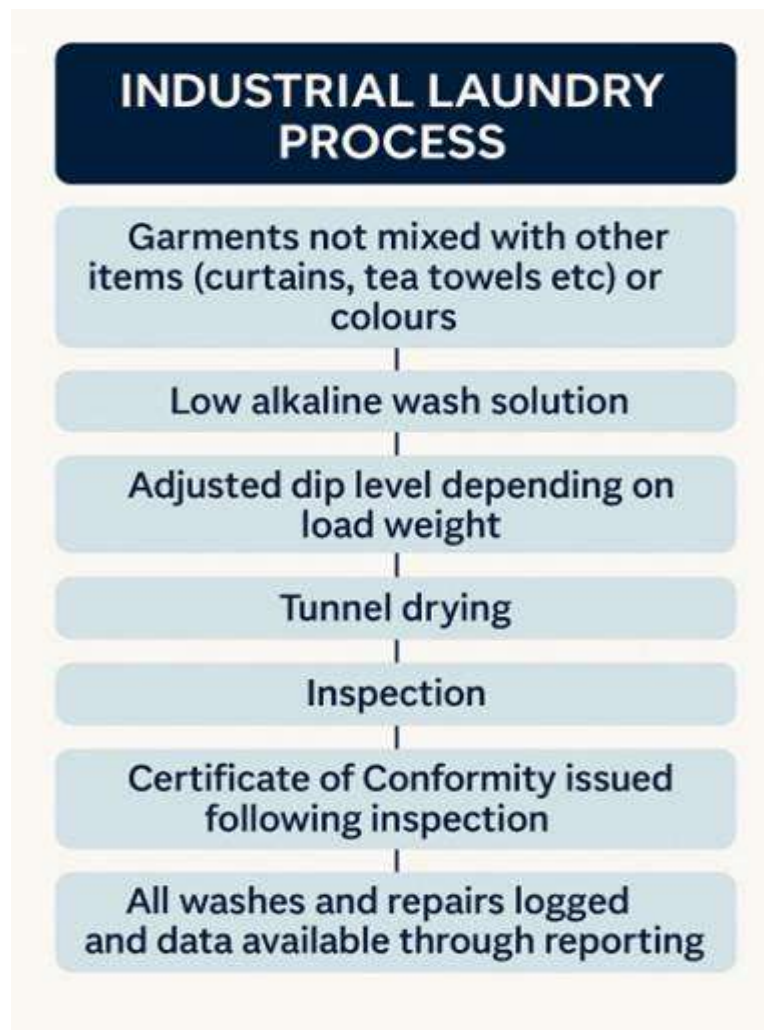 INDUSTRIAL LAUNDRY
PROCESS
Garments not mixed with other
items (curtains, tea towels etc) or
colours
Low alkaline wash solution
Adjusted dip level depending on
load weight
Tunnel drying
Inspection
Certificate of Conformity issued
following inspection
All washes and repairs logged
and data available through reporting